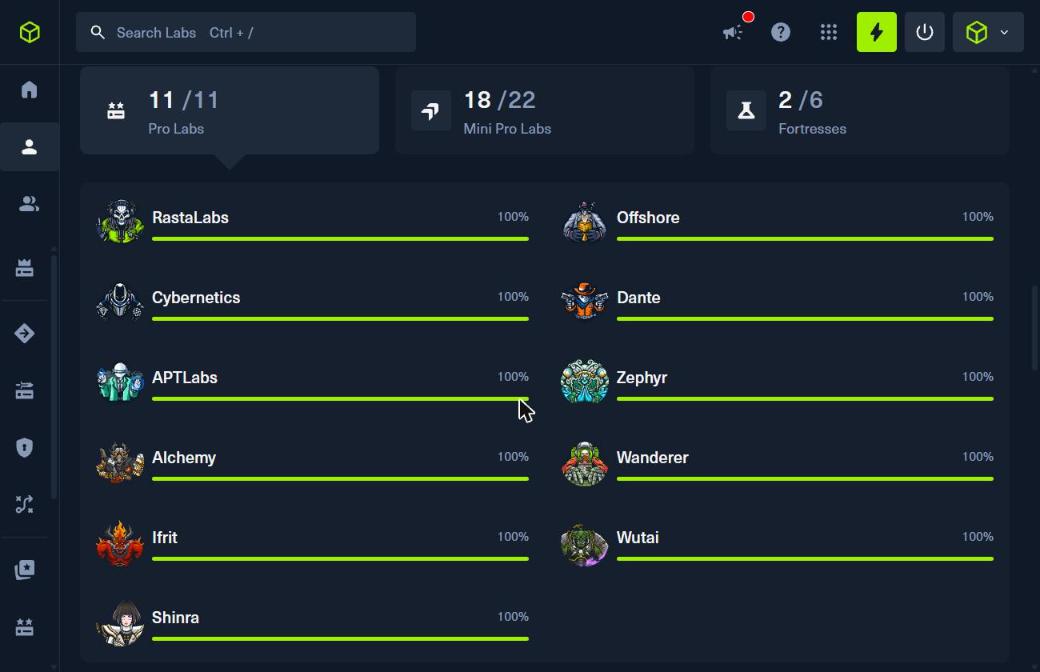 Search Labs Ctrl + /
11 /11
Pro Labs
18 /22
Mini Pro Labs
2 /6
Fortresses
RastaLabs 100%
Offshore 100%
Cybernetics 100%
Dante 100%
APTLabs 100%
Zephyr 100%
Alchemy 100%
Wanderer 100%
Ifrit 100%
Wutai 100%
Shinra 100%